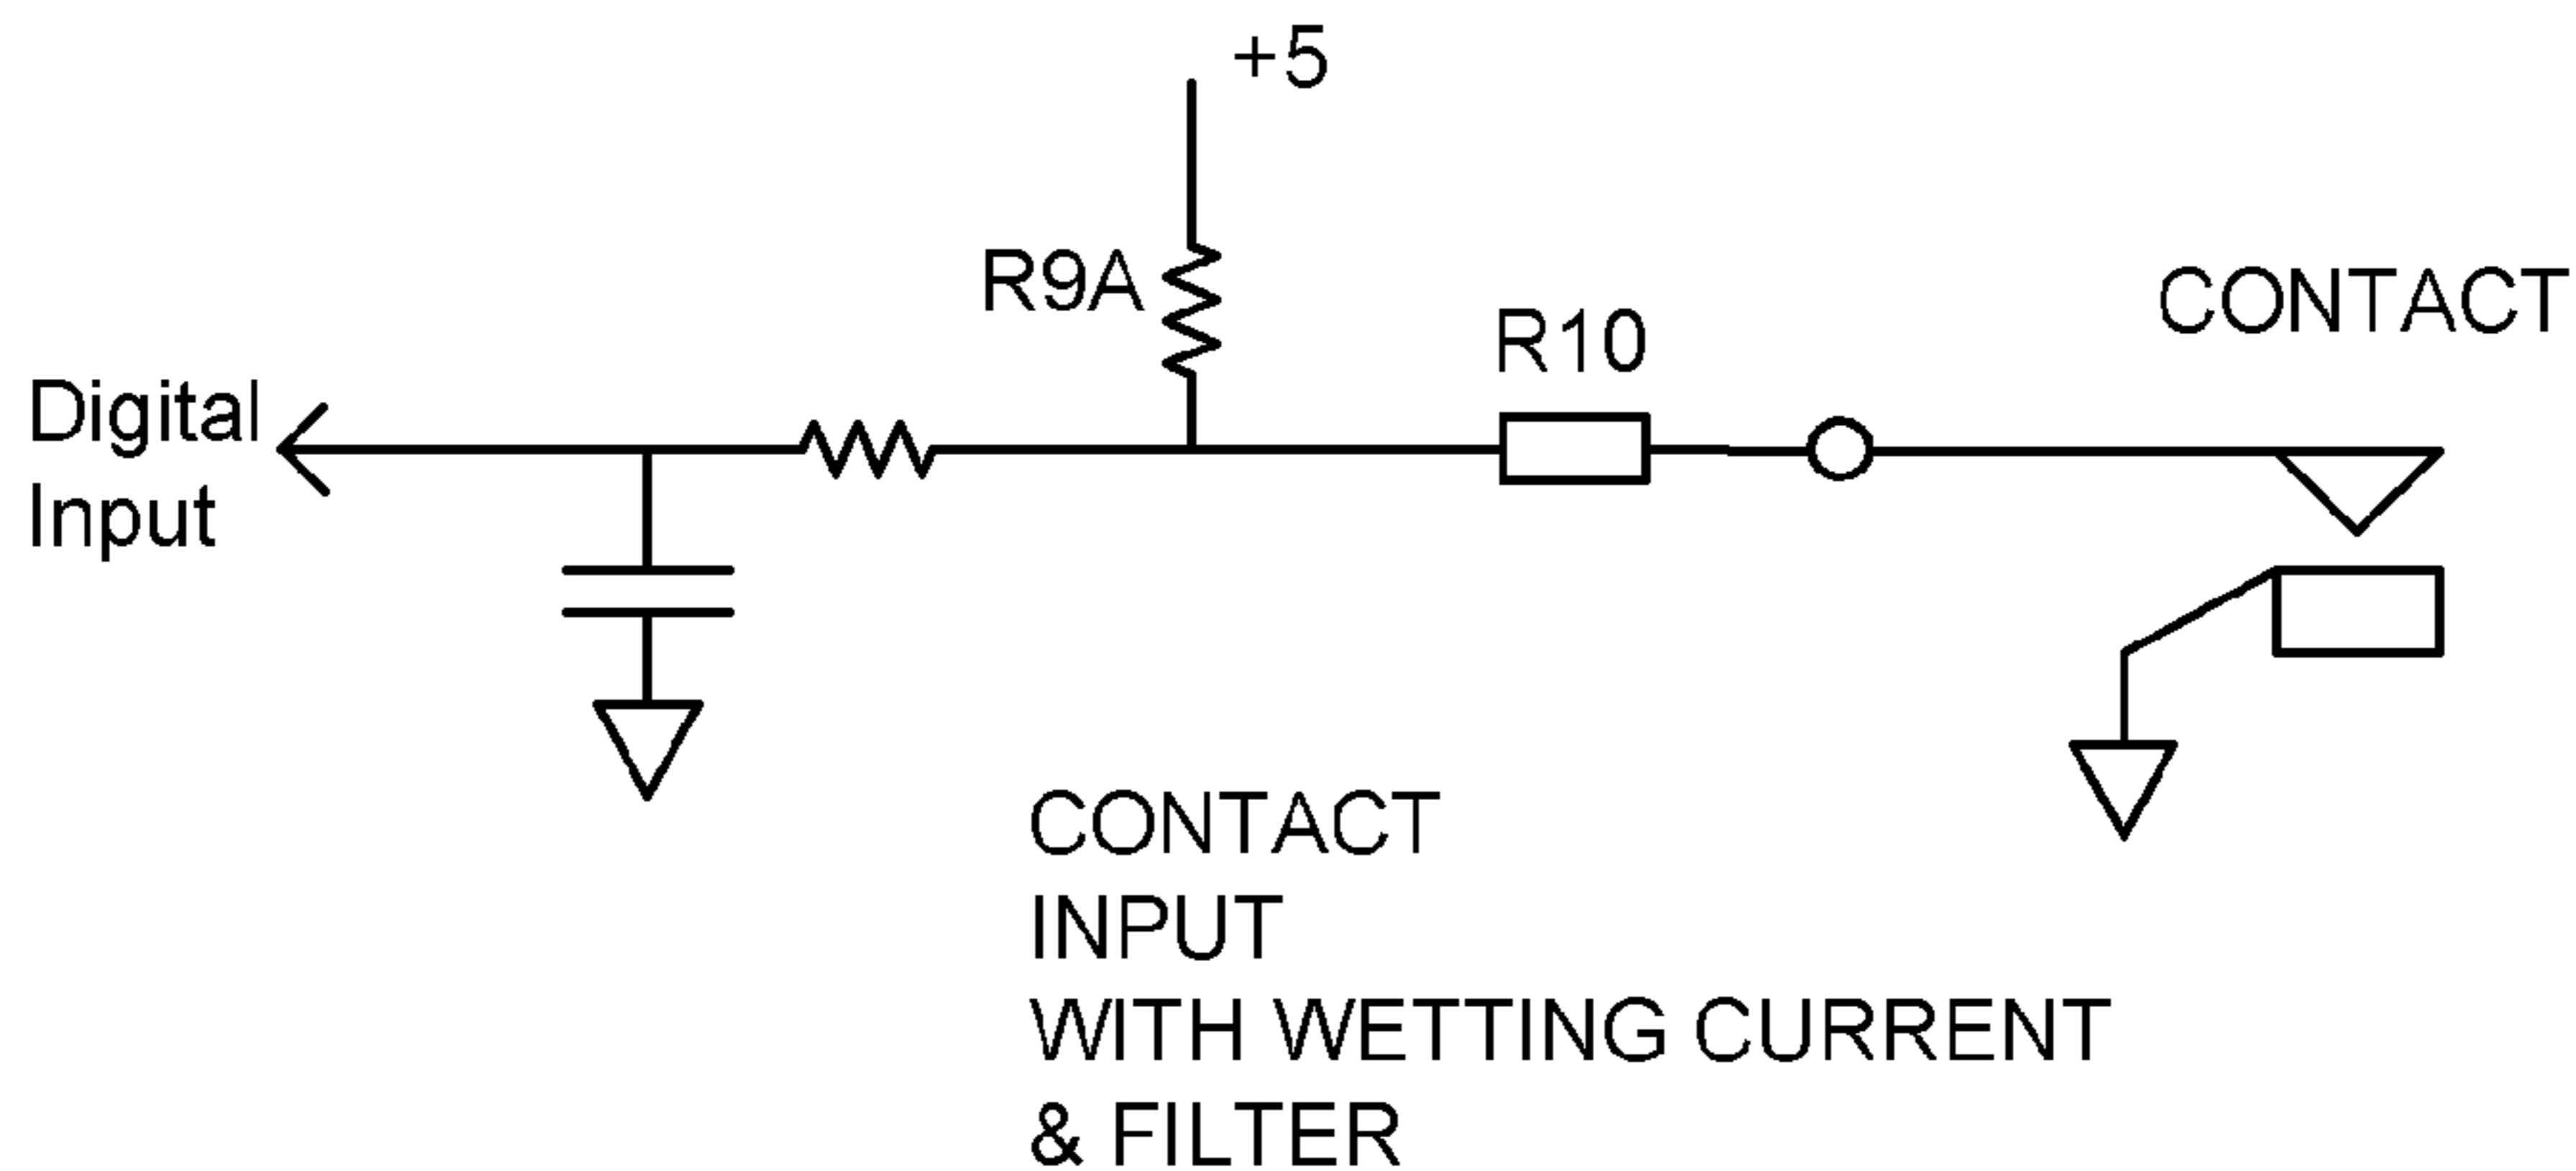 +5
R9A
R10
CONTACT
Digital
Input
CONTACT
INPUT
WITH WETTING CURRENT
& FILTER